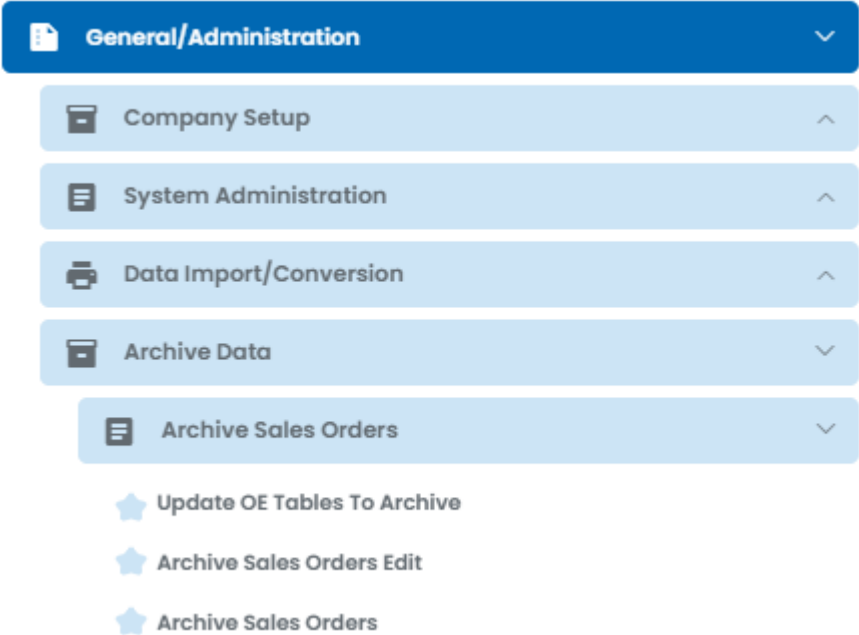 General/Administration
Company Setup
System Administration
Data Import/Conversion
Archive Data
Archive Sales Orders
Update OE Tables To Archive
Archive Sales Orders Edit
Archive Sales Orders